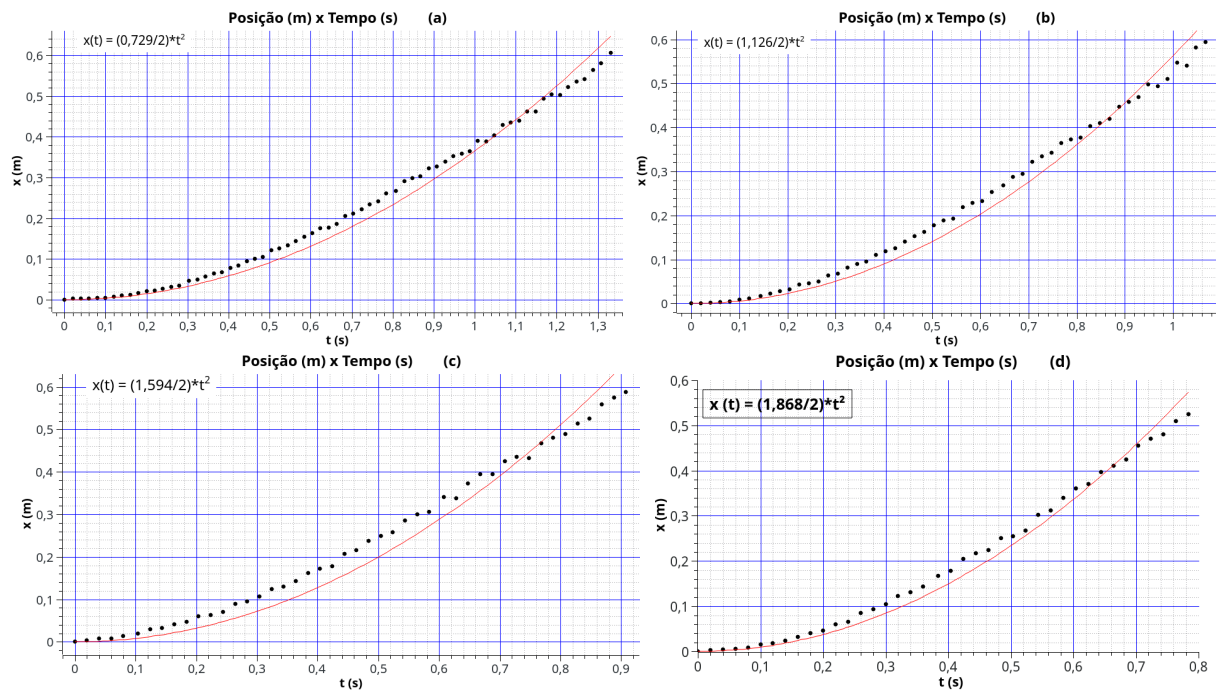 Posição (m) x Tempo (s) (a)
x(t) = (0,729/2)*t²
0,6
0,5
0,4
0,3
0,2
0,1
0
x (m)
0 0,1 0,2 0,3 0,4 0,5 0,6 0,7 0,8 0,9 1 1,1 1,2 1,3
t (s)
Posição (m) x Tempo (s) (b)
x(t) = (1,126/2)*t²
0,6
0,5
0,4
0,3
0,2
0,1
0
x (m)
0 0,1 0,2 0,3 0,4 0,5 0,6 0,7 0,8 0,9 1
t (s)
Posição (m) x Tempo (s) (c)
x(t) = (1,594/2)*t²
0,6
0,5
0,4
0,3
0,2
0,1
0
x (m)
0 0,1 0,2 0,3 0,4 0,5 0,6 0,7 0,8 0,9
t (s)
Posição (m) x Tempo (s) (d)
x (t) = (1,868/2)*t²
0,6
0,5
0,4
0,3
0,2
0,1
0
x (m)
0 0,1 0,2 0,3 0,4 0,5 0,6 0,7 0,8
t (s)